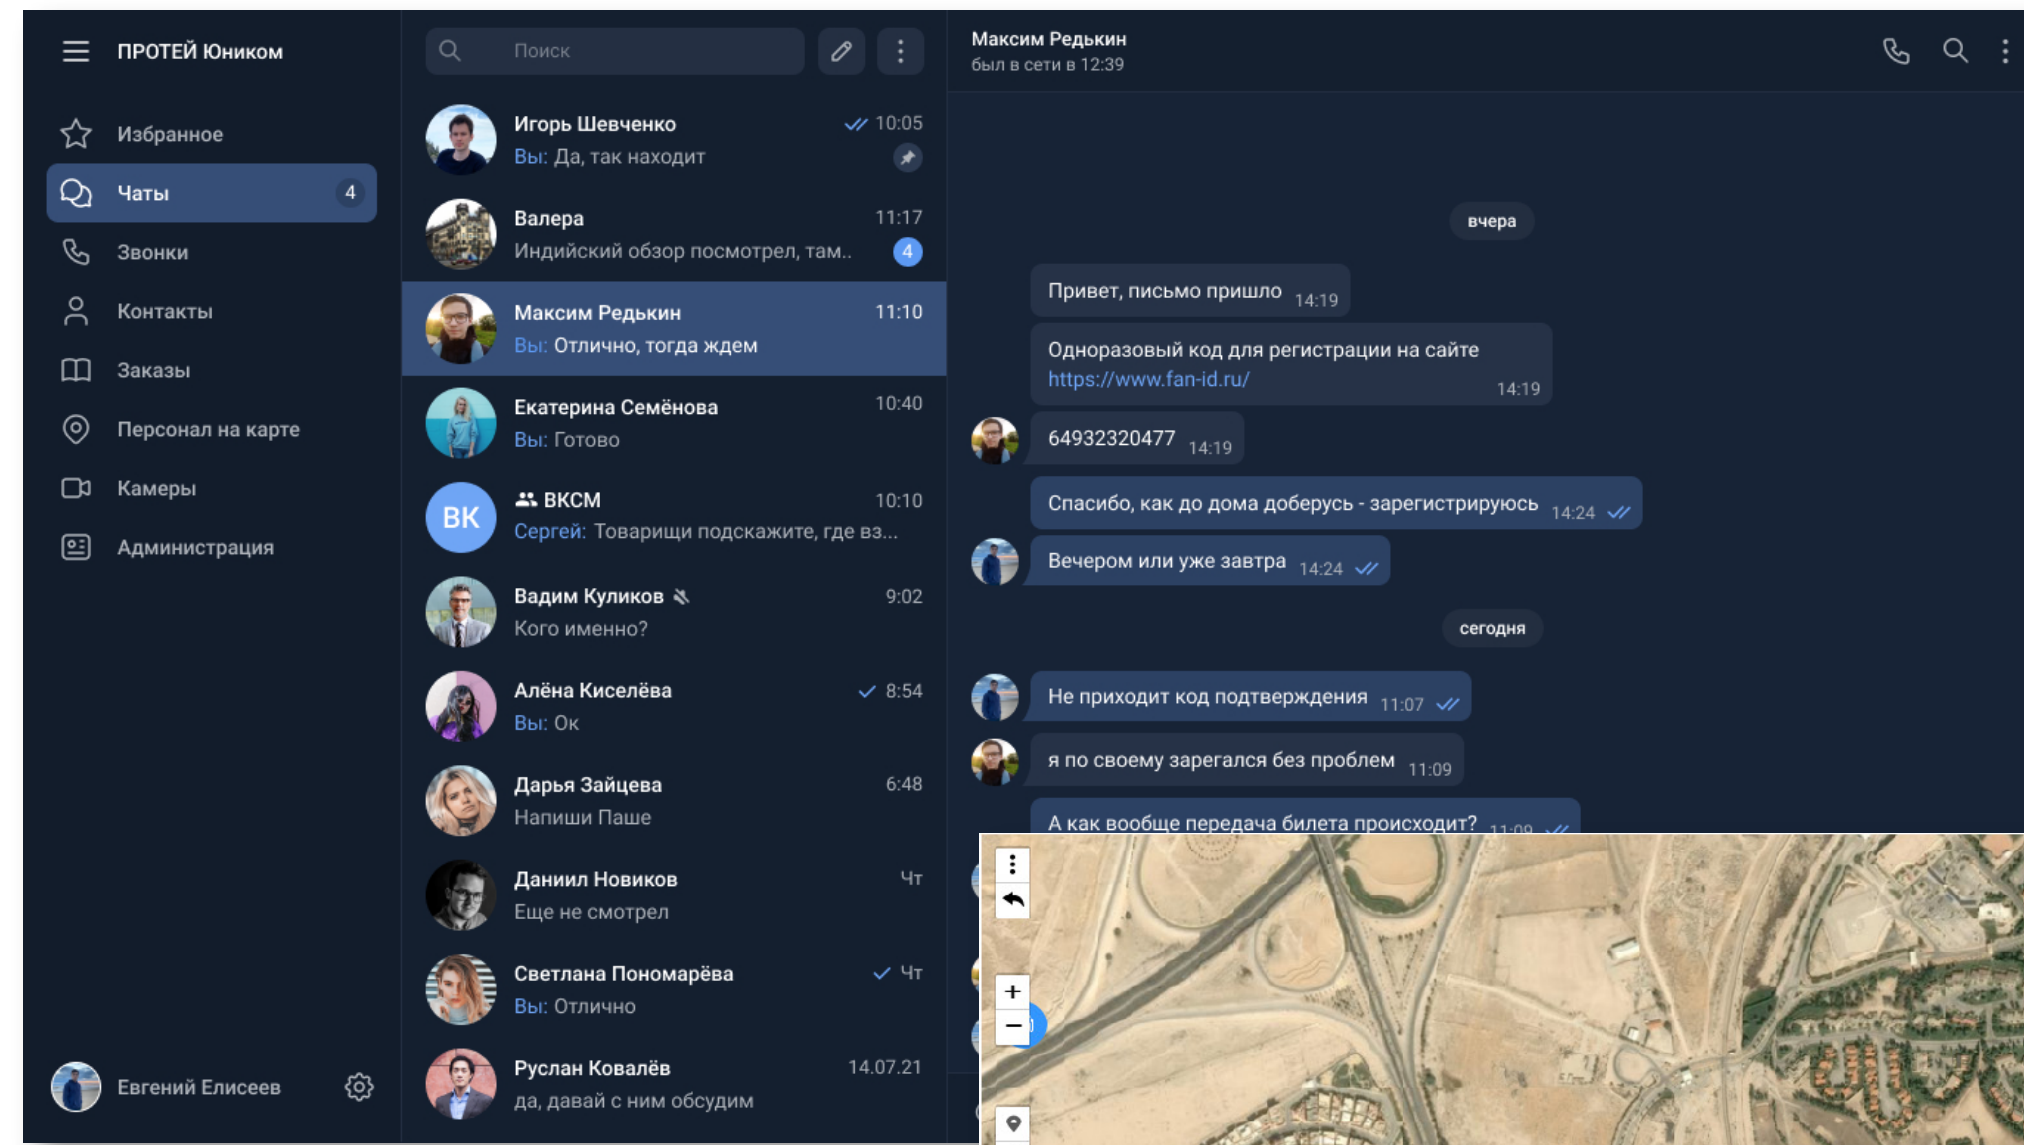 ПРОТЕЙ Юником
Избранное
Чаты 4
Звонки
Контакты
Заказы
Персонал на карте
Камеры
Администрация
Евгений Елисеев
Поиск
Игорь Шевченко 10:05
Вы: Да, так находит
Валера 11:17
Индийский обзор посмотрел, там.. 4
Максим Редькин 11:10
Вы: Отлично, тогда ждем
Екатерина Семёнова 10:40
Вы: Готово
ВК ВКСМ 10:10
Сергей: Товарищи подскажите, где вз...
Вадим Куликов 9:02
Кого именно?
Алёна Киселёва 8:54
Вы: Ок
Дарья Зайцева 6:48
Напиши Паше
Даниил Новиков Чт
Еще не смотрел
Светлана Пономарёва Чт
Вы: Отлично
Руслан Ковалёв 14.07.21
да, давай с ним обсудим
Максим Редькин
был в сети в 12:39
вчера
Привет, письмо пришло 14:19
Одноразовый код для регистрации на сайте
https://www.fan-id.ru/ 14:19
64932320477 14:19
Спасибо, как до дома доберусь - зарегистрируюсь 14:24
Вечером или уже завтра 14:24
сегодня
Не приходит код подтверждения 11:07
я по своему зарегался без проблем 11:09
А как вообще передача билета происходит? 11:09
+
−